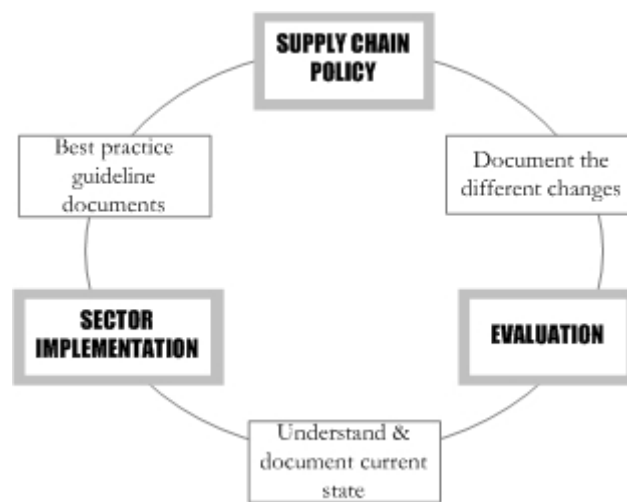 SUPPLY CHAIN
POLICY
Best practice
guideline
documents
Document the
different changes
SECTOR
IMPLEMENTATION
EVALUATION
Understand &
document current
state